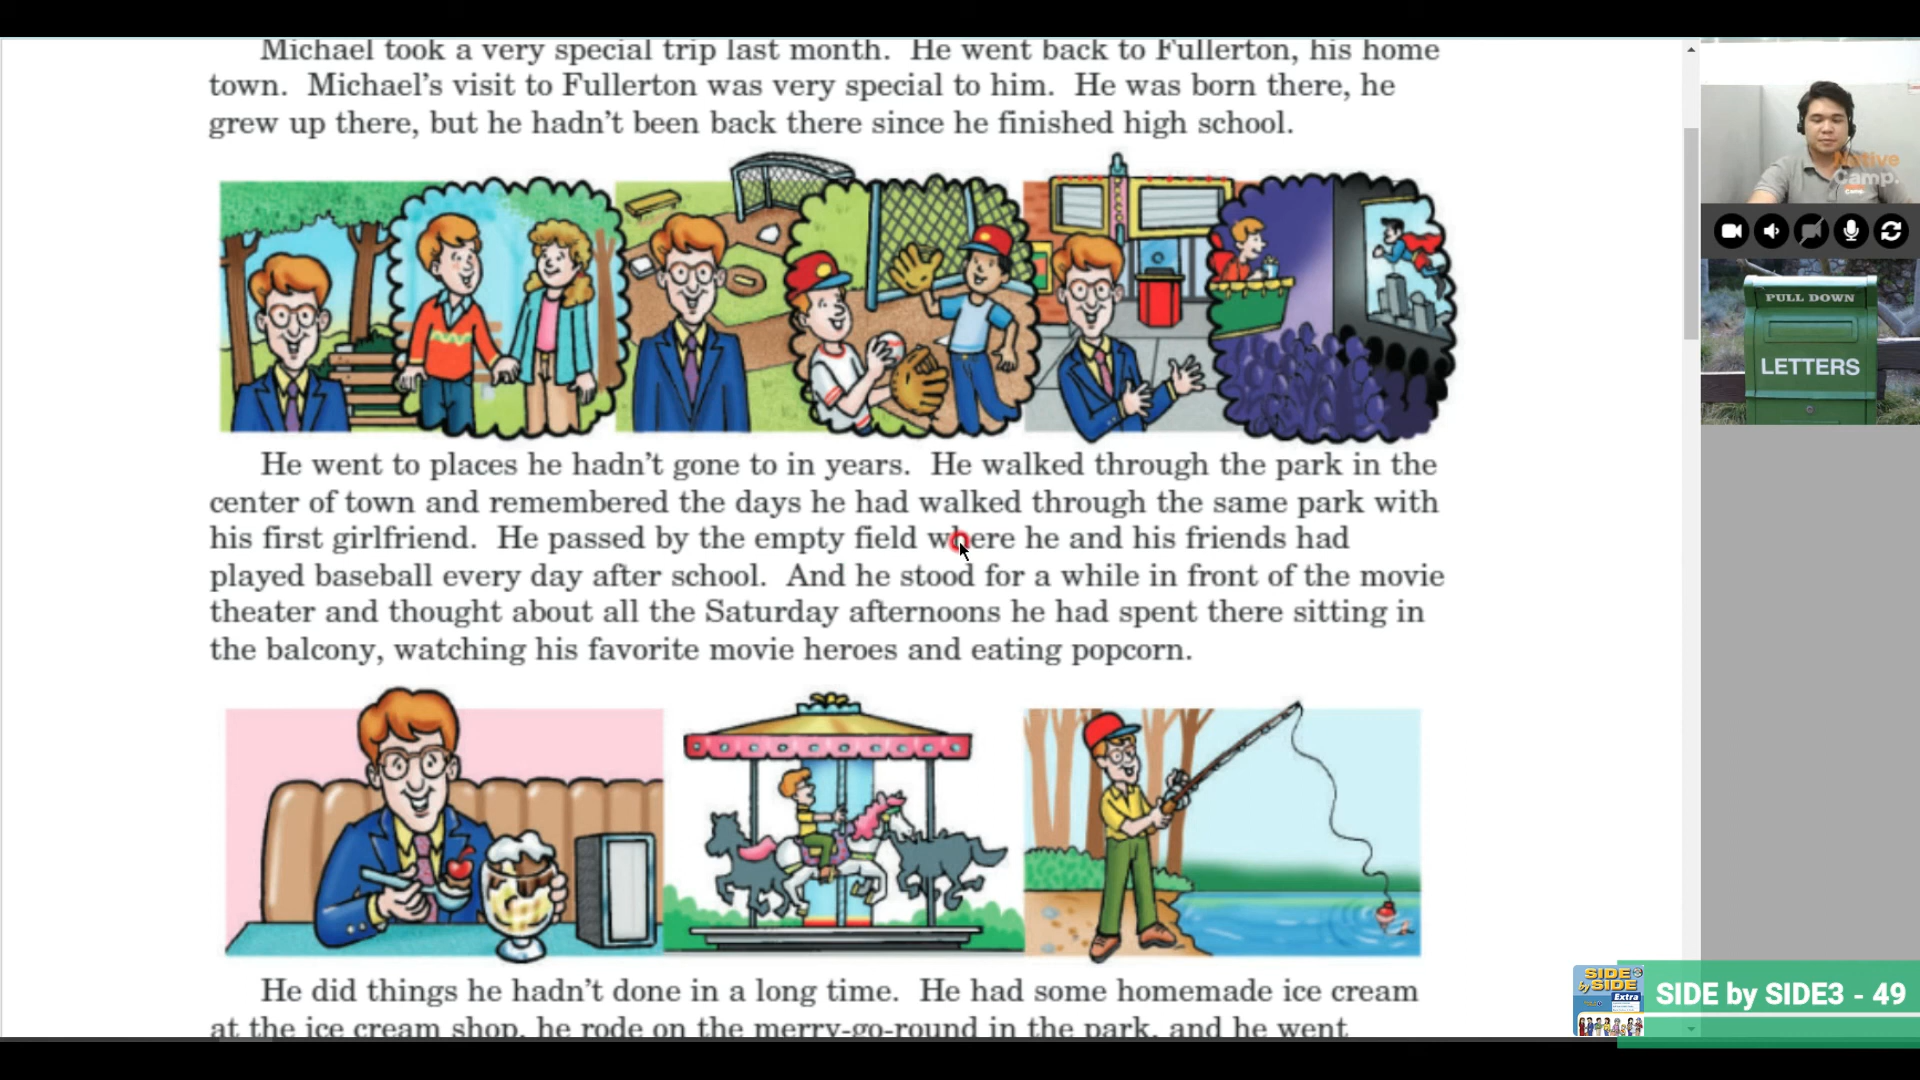 Michael took a very special trip last month. He went back to Fullerton, his home
town. Michael's visit to Fullerton was very special to him. He was born there, he
grew up there, but he hadn't been back there since he finished high school.
He went to places he hadn't gone to in years. He walked through the park in the
center of town and remembered the days he had walked through the same park with
his first girlfriend. He passed by the empty field where he and his friends had
played baseball every day after school. And he stood for a while in front of the movie
theater and thought about all the Saturday afternoons he had spent there sitting in
the balcony, watching his favorite movie heroes and eating popcorn.
He did things he hadn't done in a long time. He had some homemade ice cream
at the ice cream shop, he rode on the merry-go-round in the park, and he went
Native
Camp.
Camp.
PULL DOWN
LETTERS
SIDE
by SIDE
Extra
SIDE by SIDE3 - 49